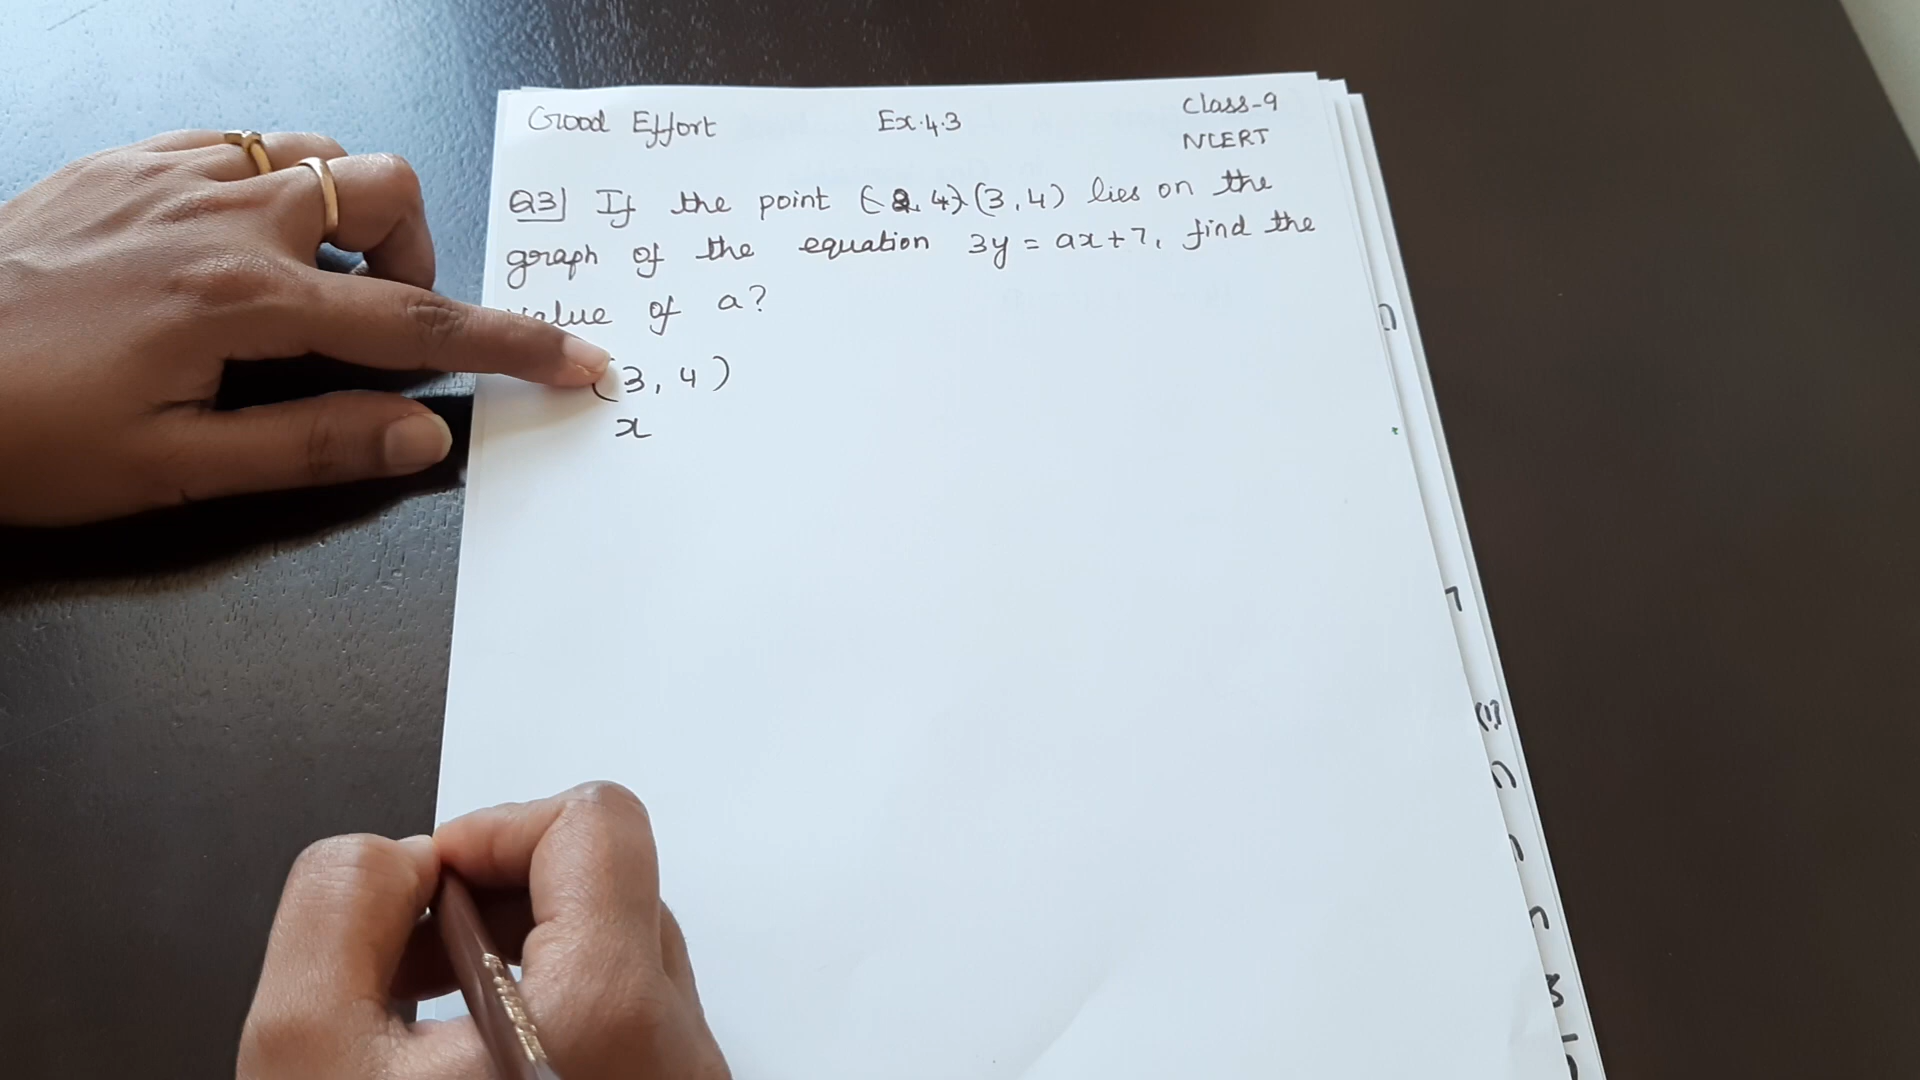 Good Effort Ex.4.3 Class-9
NCERT
Q3] If the point (3,4) lies on the
graph of the equation 3y = ax+7, find the
value of a?
(3, 4)
x